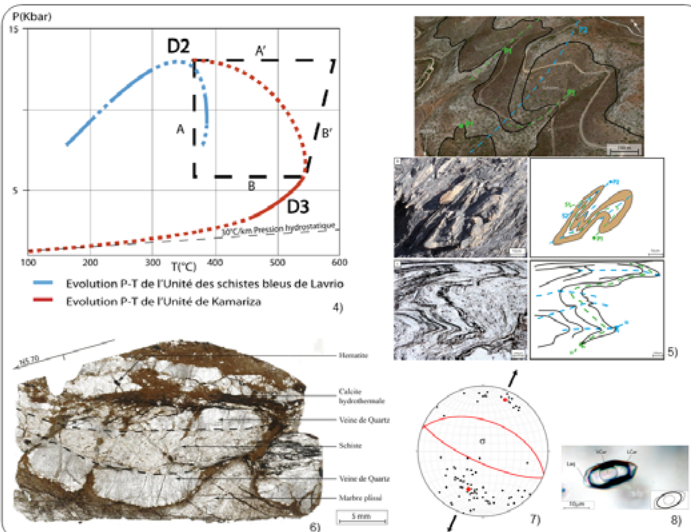 P(Kbar)
15
D2
A'
A
B'
B
5
D3
30°C/km Pression hydrostatique
100
200
300
T(°C)
400
500
600
Evolution P-T de l'Unité des schistes bleus de Lavrio
Evolution P-T de l'Unité de Kamariza
4)
5)
N5 70
Hematite
Calcite
hydrothermale
Veine de Quartz
Schiste
Veine de Quartz
Marbre plissé
5 mm
6)
σ
7)
10µm
8)